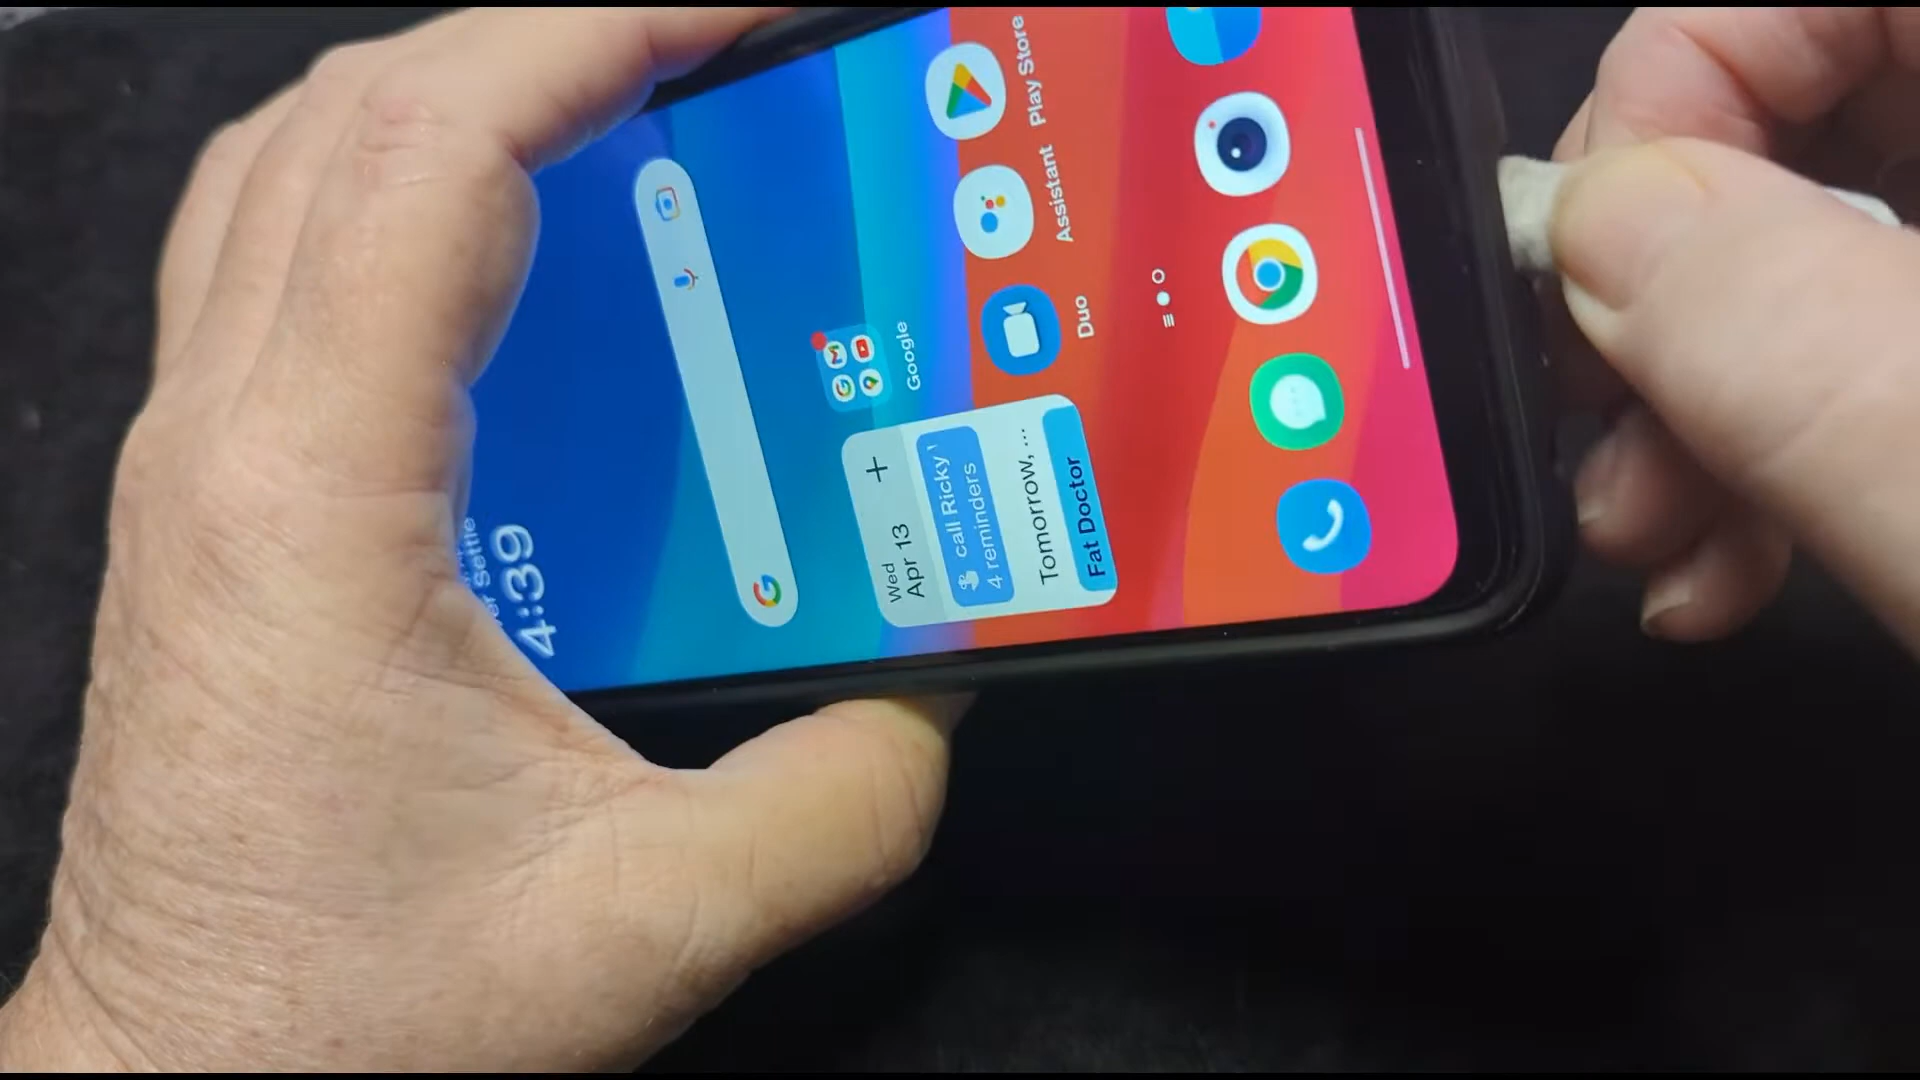 4:39
Wed
Apr 13
call Ricky
4 reminders
Tomorrow, ...
Fat Doctor
Google
Duo
Assistant
Play Store